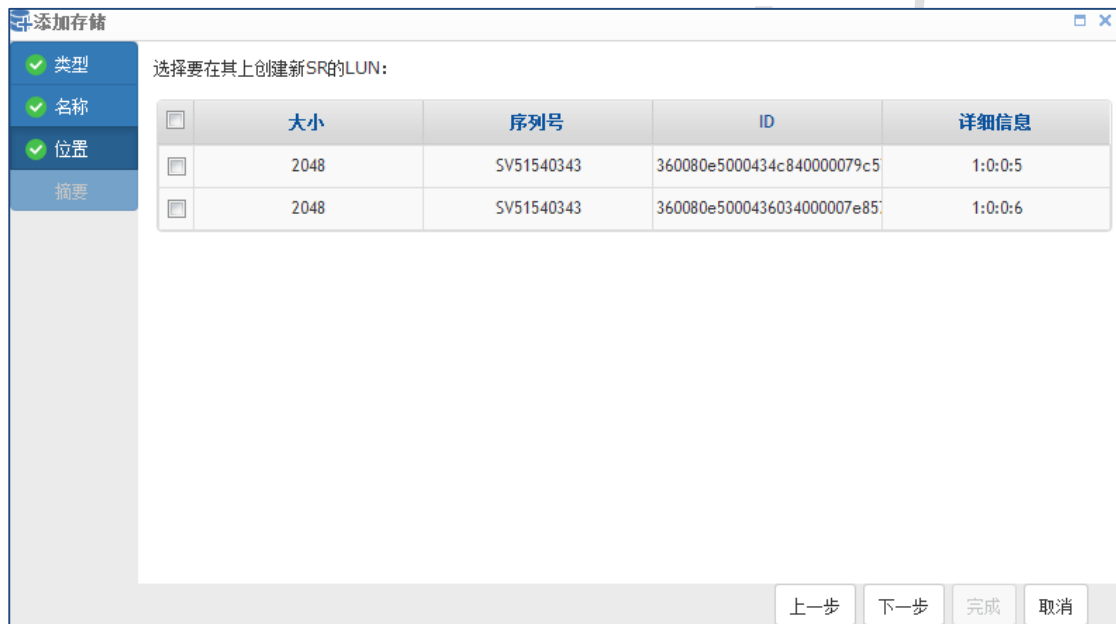 添加存储
类型
名称
位置
摘要
选择要在其上创建新SR的LUN：
大小 序列号 ID 详细信息
2048 SV51540343 360080e5000434c840000079c5 1:0:0:5
2048 SV51540343 360080e5000436034000007e85 1:0:0:6
上一步 下一步 完成 取消